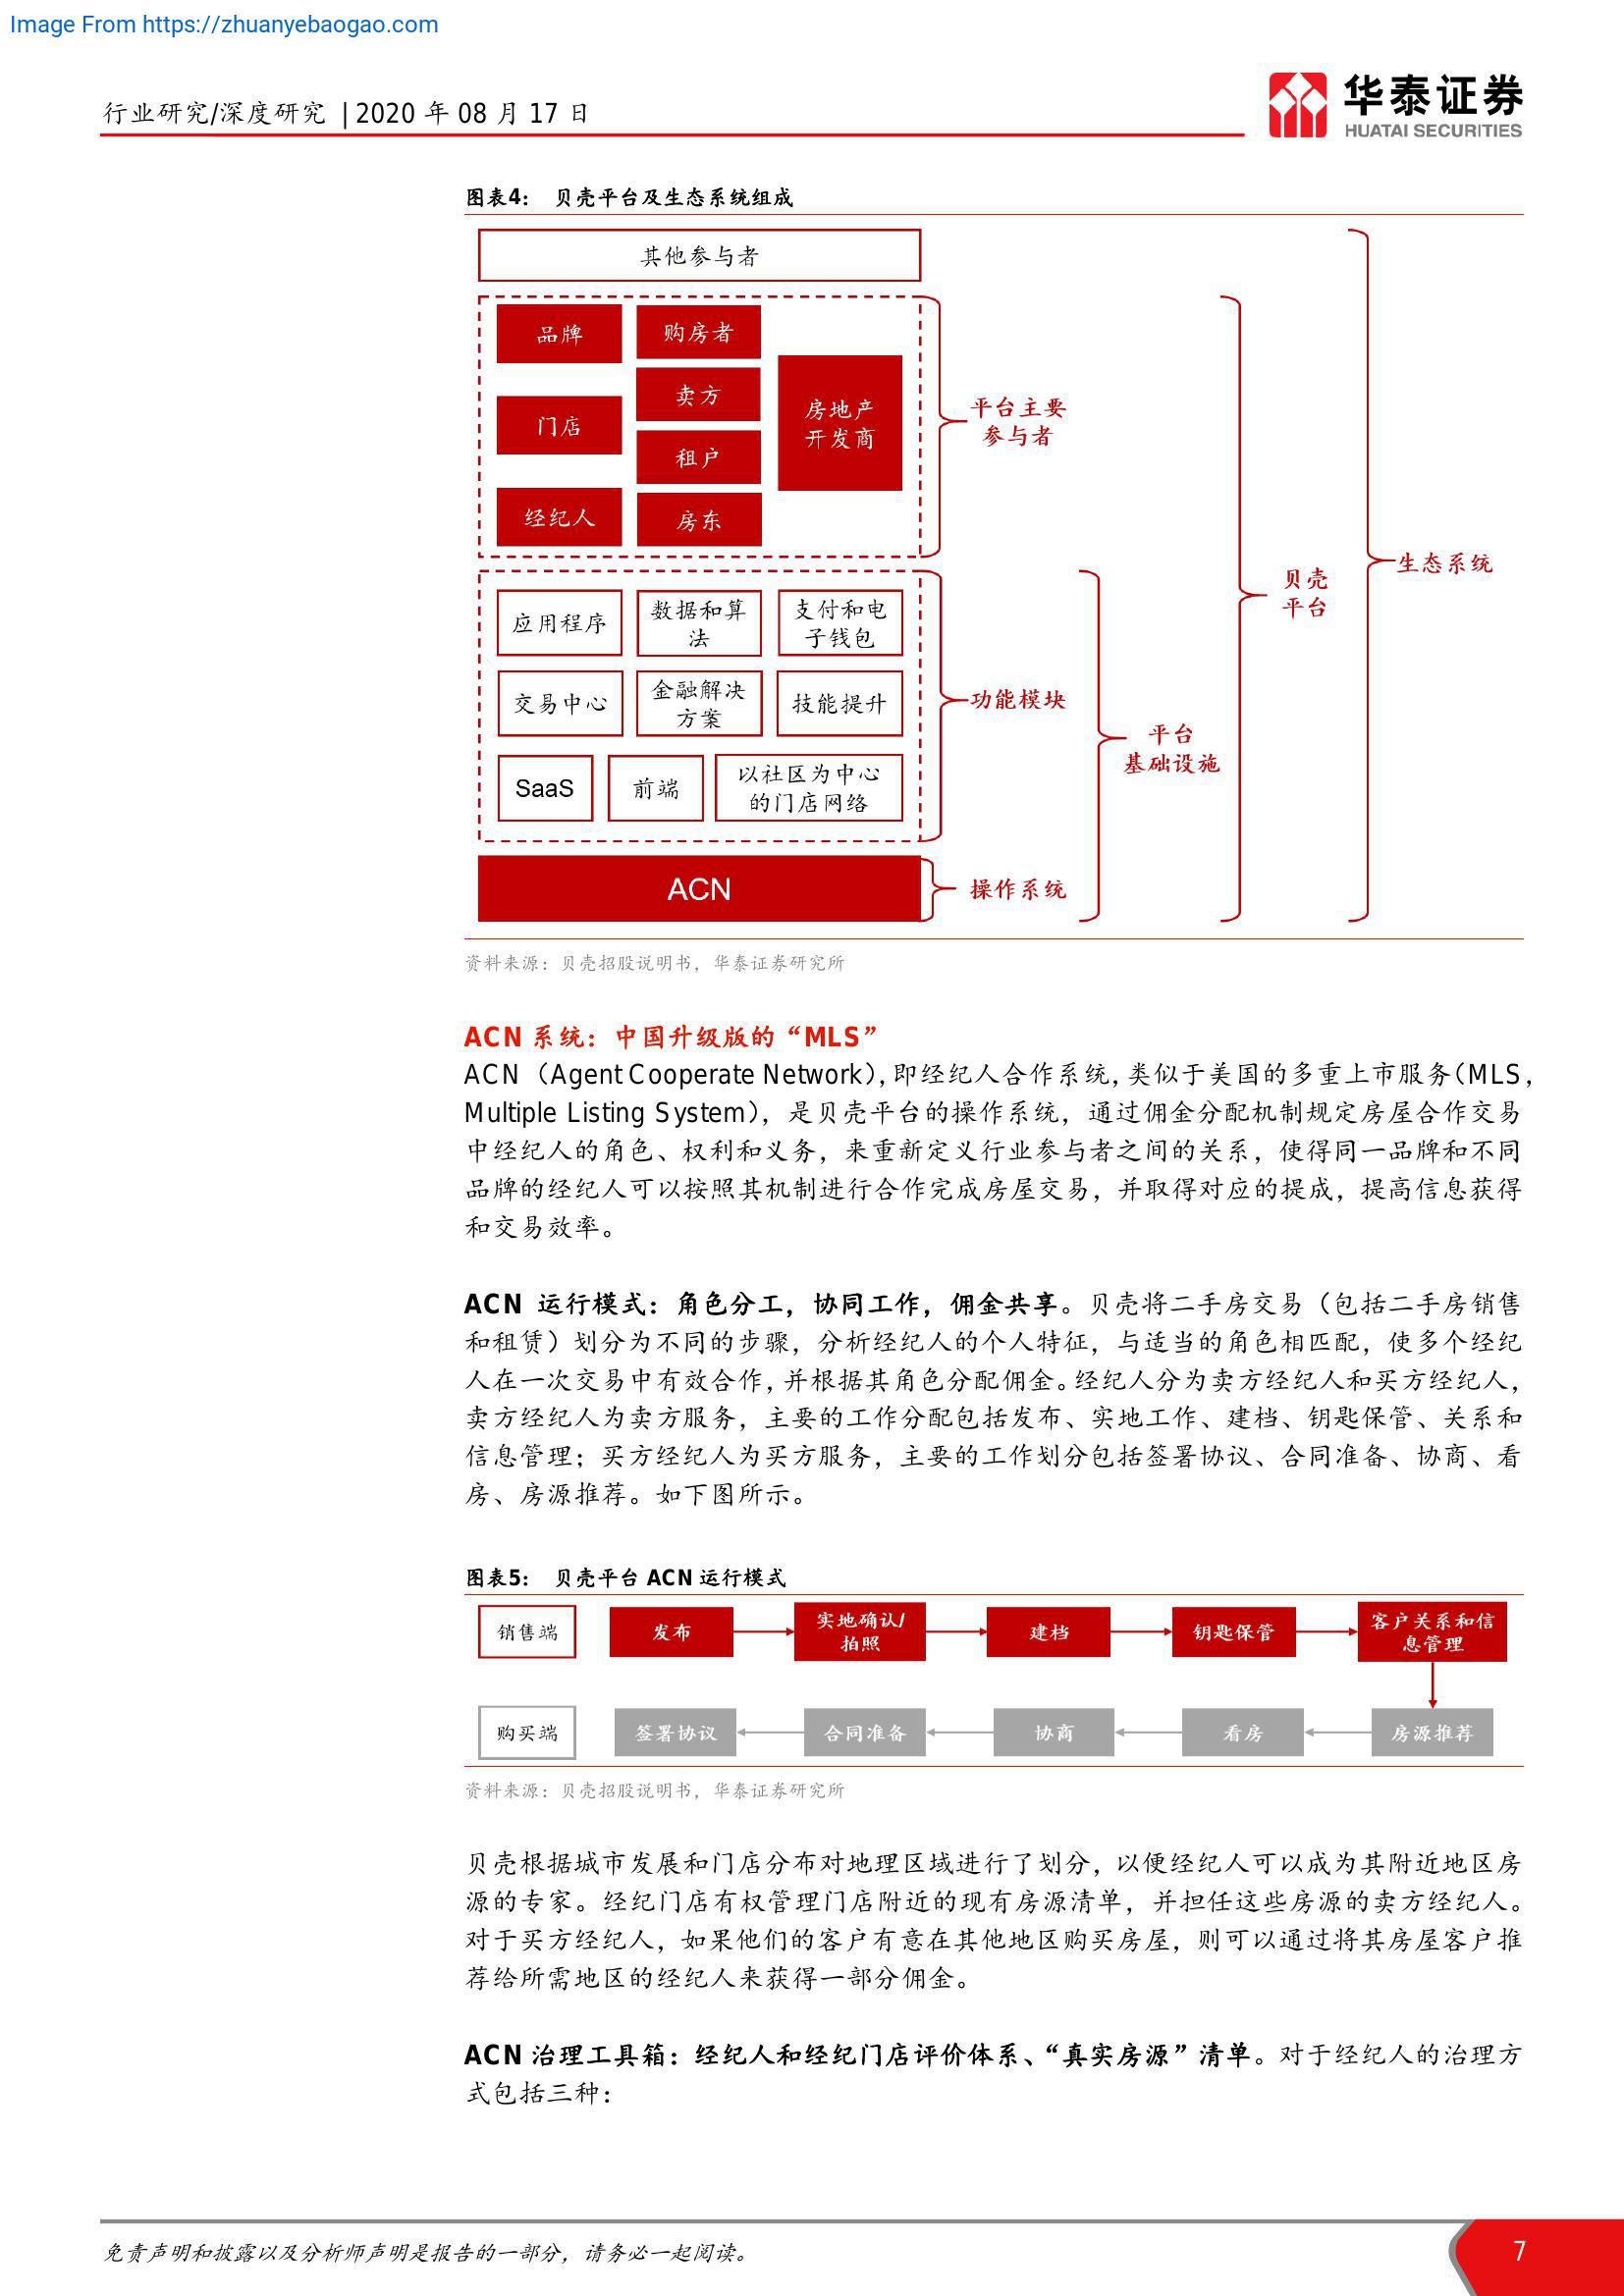 Image From https://zhuanyebaogao.com
行业研究/深度研究 | 2020 年 08 月 17 日
华泰证券
HUATAI SECURITIES
图表4： 贝壳平台及生态系统组成
其他参与者
品牌
门店
经纪人
购房者
卖方
租户
房东
房地产
开发商
平台主要
参与者
应用程序
数据和算
法
支付和电
子钱包
交易中心
金融解决
方案
技能提升
SaaS
前端
以社区为中心
的门店网络
功能模块
ACN
操作系统
平台
基础设施
贝壳
平台
生态系统
资料来源：贝壳招股说明书，华泰证券研究所
ACN 系统：中国升级版的“MLS”
ACN（Agent Cooperate Network），即经纪人合作系统，类似于美国的多重上市服务（MLS，
Multiple Listing System），是贝壳平台的操作系统，通过佣金分配机制规定房屋合作交易
中经纪人的角色、权利和义务，来重新定义行业参与者之间的关系，使得同一品牌和不同
品牌的经纪人可以按照其机制进行合作完成房屋交易，并取得对应的提成，提高信息获得
和交易效率。
ACN 运行模式：角色分工，协同工作，佣金共享。贝壳将二手房交易（包括二手房销售
和租赁）划分为不同的步骤，分析经纪人的个人特征，与适当的角色相匹配，使多个经纪
人在一次交易中有效合作，并根据其角色分配佣金。经纪人分为卖方经纪人和买方经纪人，
卖方经纪人为卖方服务，主要的工作分配包括发布、实地工作、建档、钥匙保管、关系和
信息管理；买方经纪人为买方服务，主要的工作划分包括签署协议、合同准备、协商、看
房、房源推荐。如下图所示。
图表5： 贝壳平台 ACN 运行模式
销售端
发布
实地确认/
拍照
建档
钥匙保管
客户关系和信
息管理
购买端
签署协议
合同准备
协商
看房
房源推荐
资料来源：贝壳招股说明书，华泰证券研究所
贝壳根据城市发展和门店分布对地理区域进行了划分，以便经纪人可以成为其附近地区房
源的专家。经纪门店有权管理门店附近的现有房源清单，并担任这些房源的卖方经纪人。
对于买方经纪人，如果他们的客户有意在其他地区购买房屋，则可以通过将其房屋客户推
荐给所需地区的经纪人来获得一部分佣金。
ACN 治理工具箱：经纪人和经纪门店评价体系、“真实房源”清单。对于经纪人的治理方
式包括三种：
免责声明和披露以及分析师声明是报告的一部分，请务必一起阅读。
7